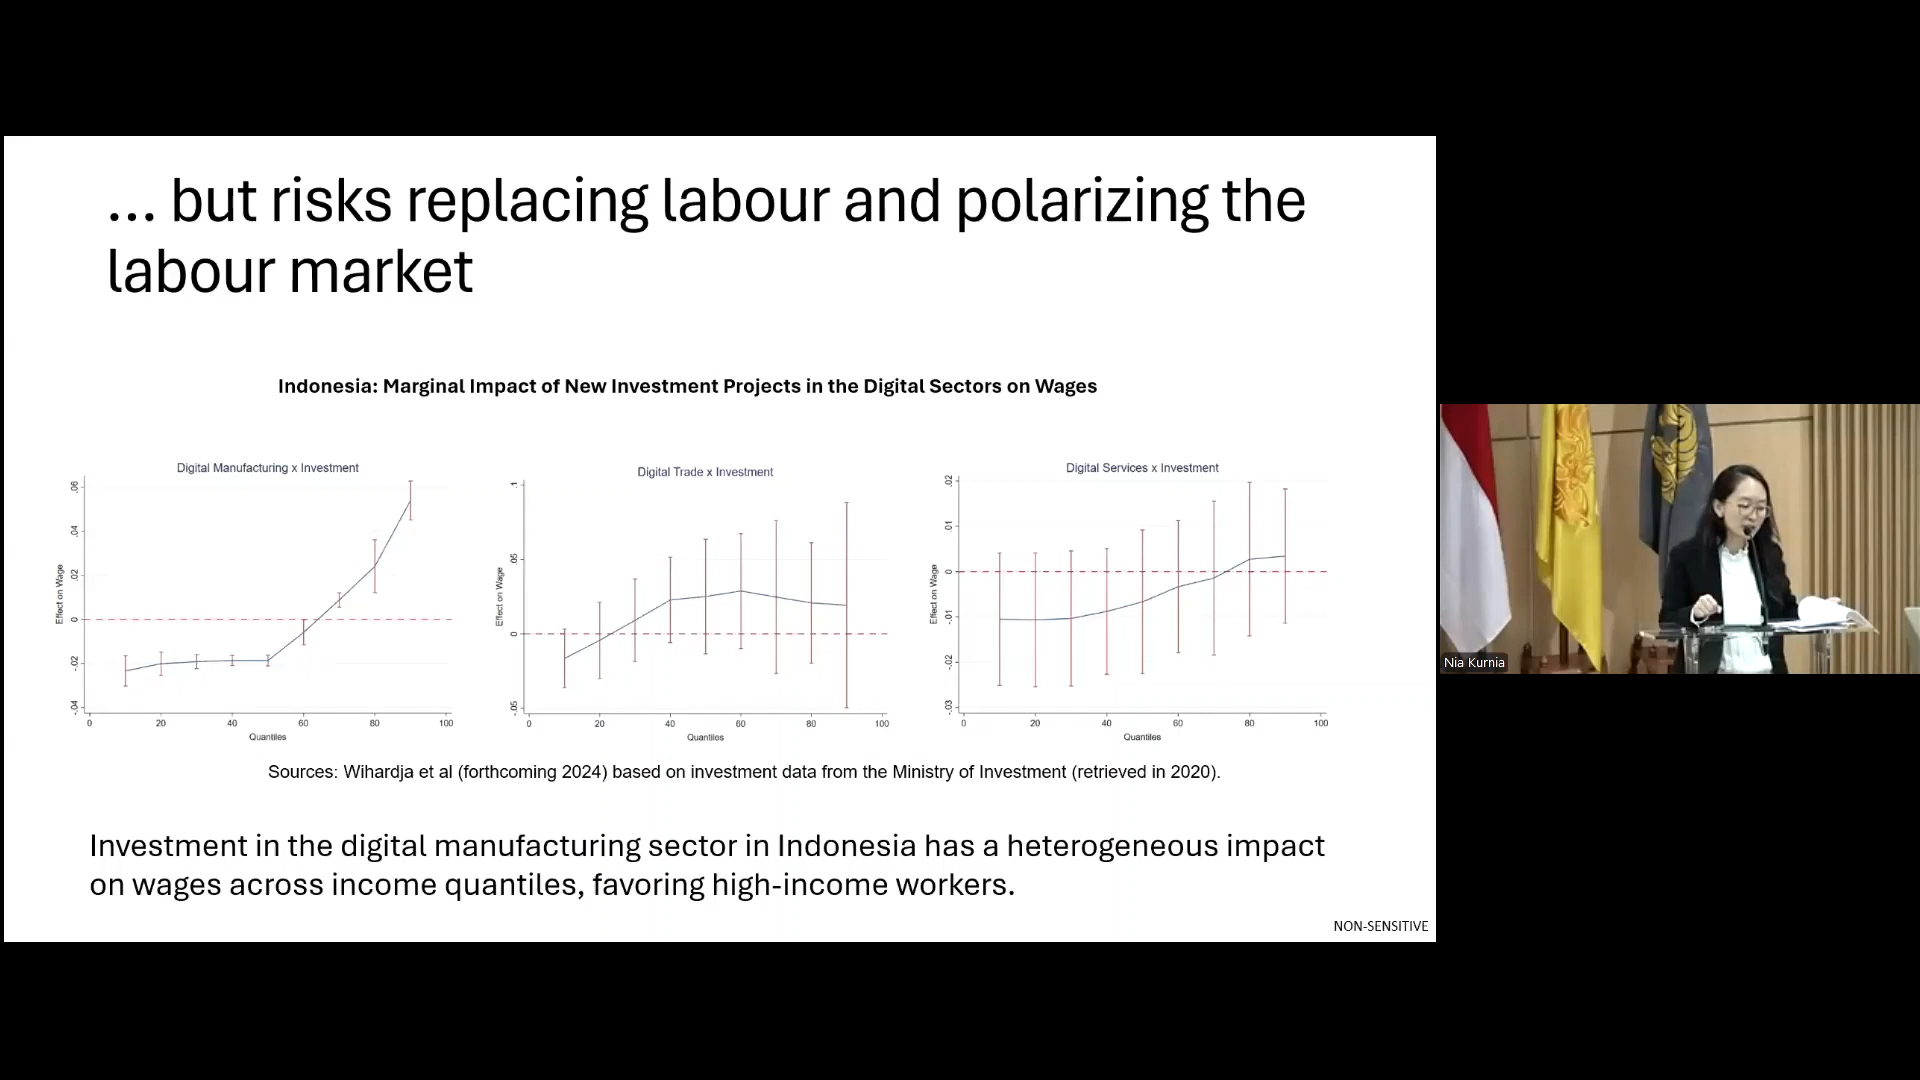 ... but risks replacing labour and polarizing the
labour market
Indonesia: Marginal Impact of New Investment Projects in the Digital Sectors on Wages
Digital Manufacturing x Investment
Effect on Wage
.06
.04
.02
0
-.02
-.04
0 20 40 60 80 100
Quantiles
Digital Trade x Investment
Effect on Wage
.1
.05
0
-.05
0 20 40 60 80 100
Quantiles
Digital Services x Investment
Effect on Wage
.02
.01
0
-.01
-.02
-.03
0 20 40 60 80 100
Quantiles
Sources: Wihardja et al (forthcoming 2024) based on investment data from the Ministry of Investment (retrieved in 2020).
Investment in the digital manufacturing sector in Indonesia has a heterogeneous impact
on wages across income quantiles, favoring high-income workers.
NON-SENSITIVE
Nia Kurnia